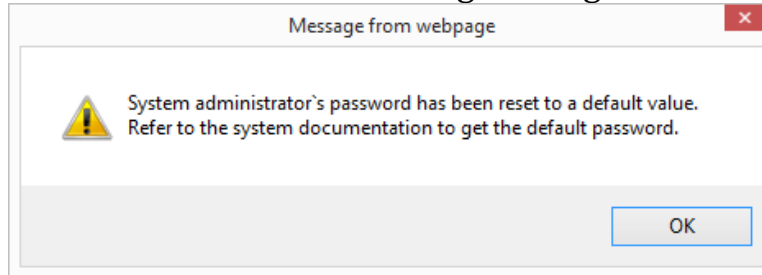 Message from webpage
System administrator`s password has been reset to a default value.
Refer to the system documentation to get the default password.
OK